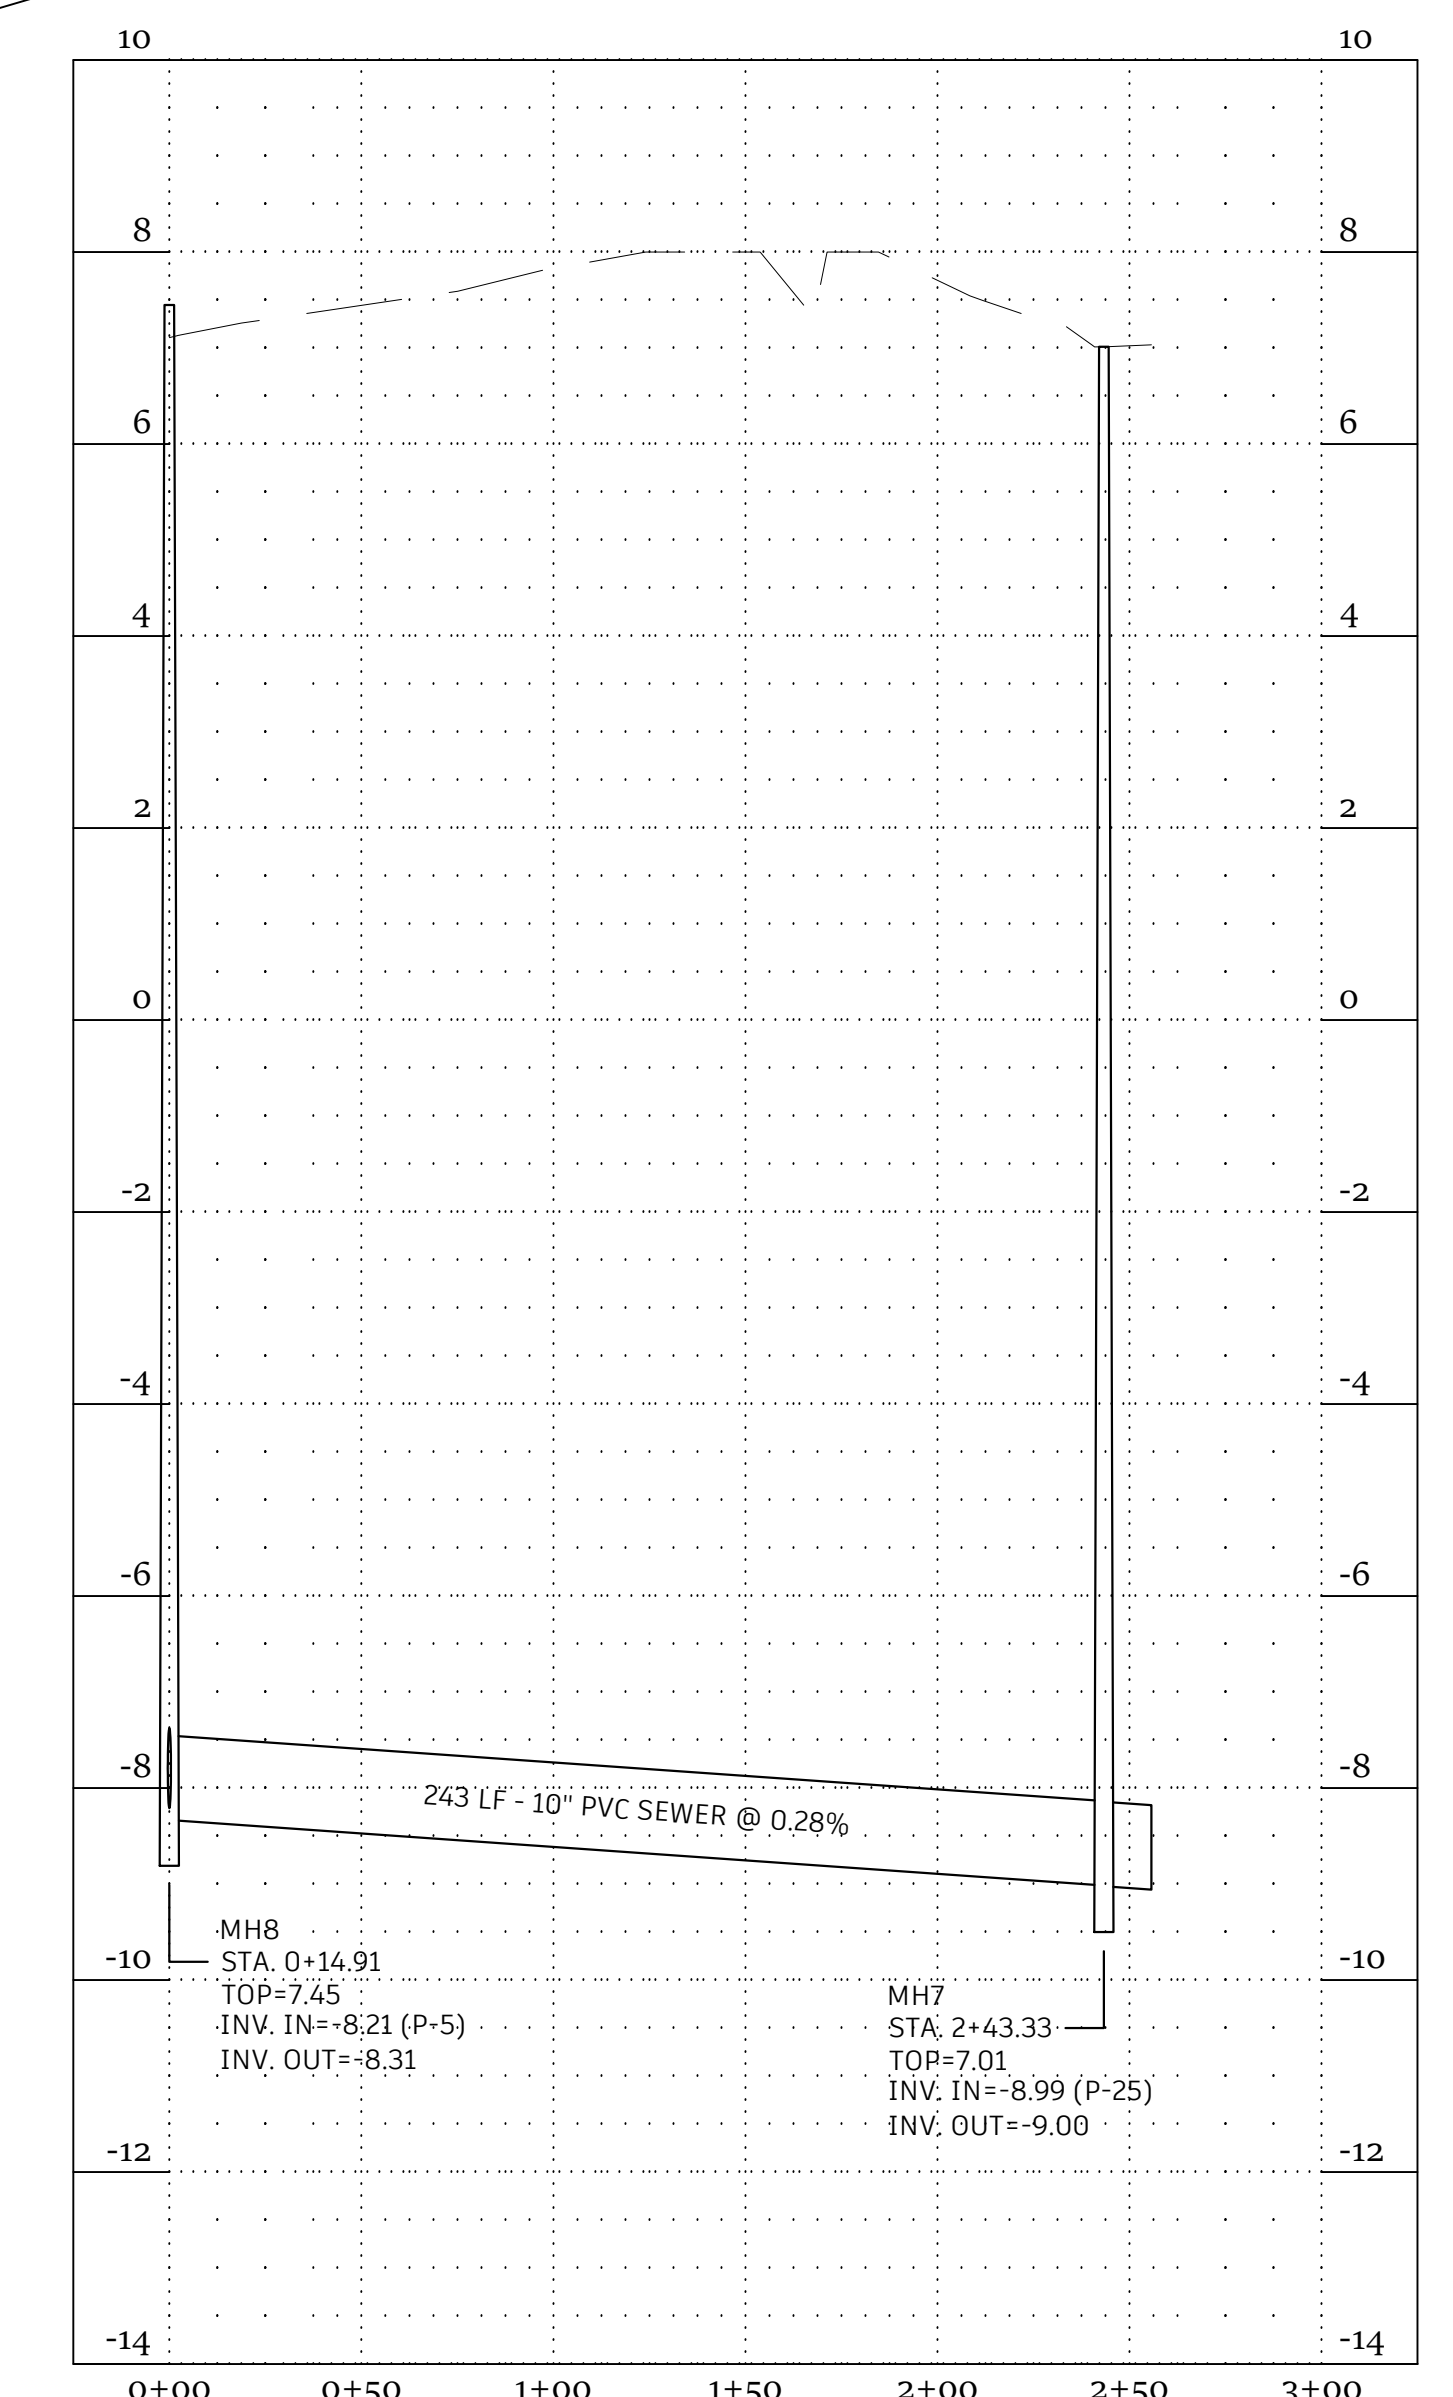 10 10
8 8
6 6
4 4
2 2
0 0
-2 -2
-4 -4
-6 -6
-8 -8
243 LF - 10" PVC SEWER @ 0.28%
MH8
STA. 0+14.91
TOP=7.45
INV. IN=-8.21 (P-5)
INV. OUT=-8.31
-10 -10
MH7
STA. 2+43.33
TOP=7.01
INV. IN=-8.99 (P-25)
INV. OUT=-9.00
-12 -12
-14 -14
0+00 0+50 1+00 1+50 2+00 2+50 3+00